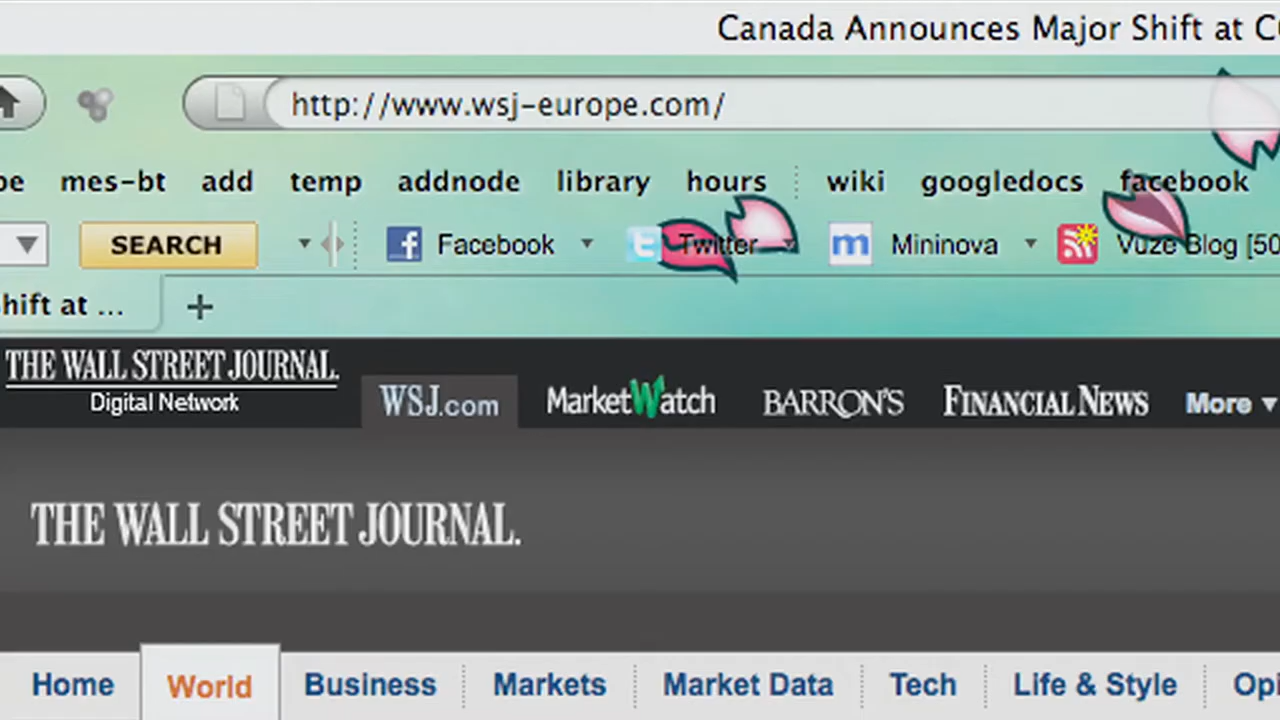 Canada Announces Major Shift at
http://www.wsj-europe.com/
mes-bt add temp addnode library hours wiki googledocs facebook
SEARCH Facebook Twitter m Mininova Vuze Blog [50
hift at ...
THE WALL STREET JOURNAL.
Digital Network
WSJ.com MarketWatch BARRON'S FINANCIAL NEWS More
THE WALL STREET JOURNAL.
Home World Business Markets Market Data Tech Life & Style